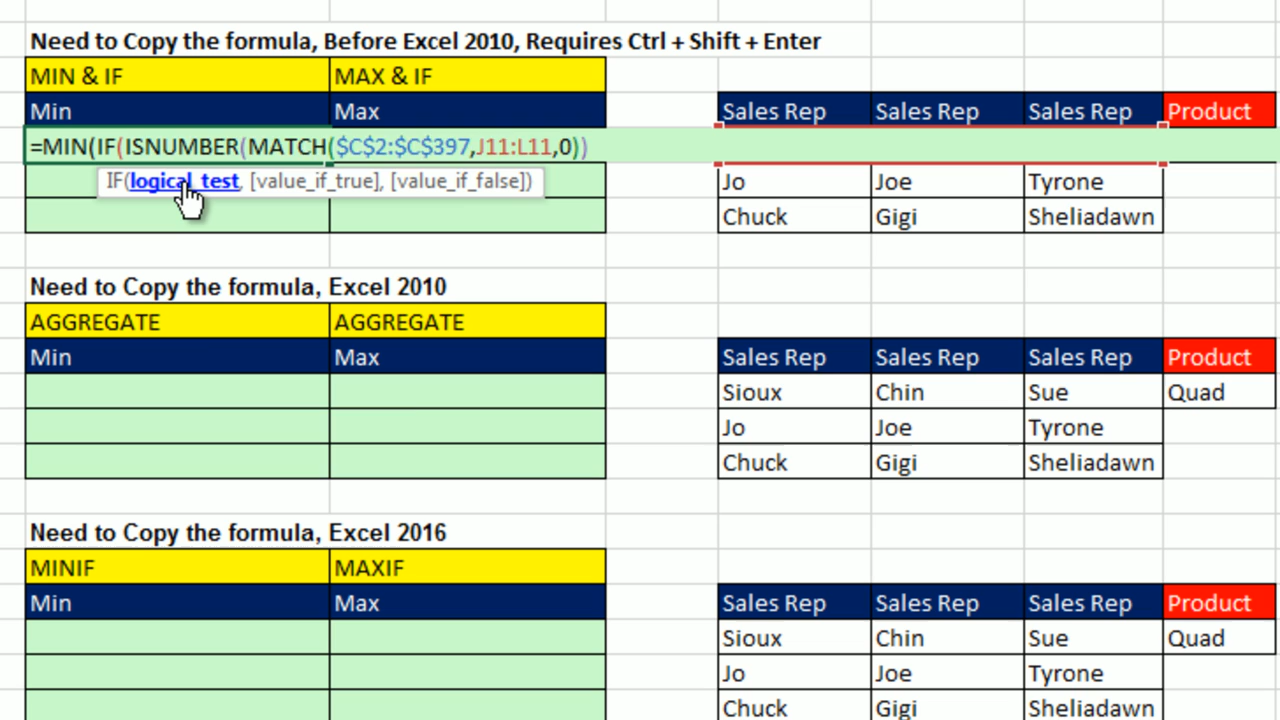 Need to Copy the formula, Before Excel 2010, Requires Ctrl + Shift + Enter
MIN & IF MAX & IF
Min Max Sales Rep Sales Rep Sales Rep Product
=MIN(IF(ISNUMBER(MATCH($C$2:$C$397,J11:L11,0))
IF(logical_test, [value_if_true], [value_if_false])
Jo Joe Tyrone
Chuck Gigi Sheliadawn
Need to Copy the formula, Excel 2010
AGGREGATE AGGREGATE
Min Max Sales Rep Sales Rep Sales Rep Product
Sioux Chin Sue Quad
Jo Joe Tyrone
Chuck Gigi Sheliadawn
Need to Copy the formula, Excel 2016
MINIF MAXIF
Min Max Sales Rep Sales Rep Sales Rep Product
Sioux Chin Sue Quad
Jo Joe Tyrone
Chuck Gigi Sheliadawn